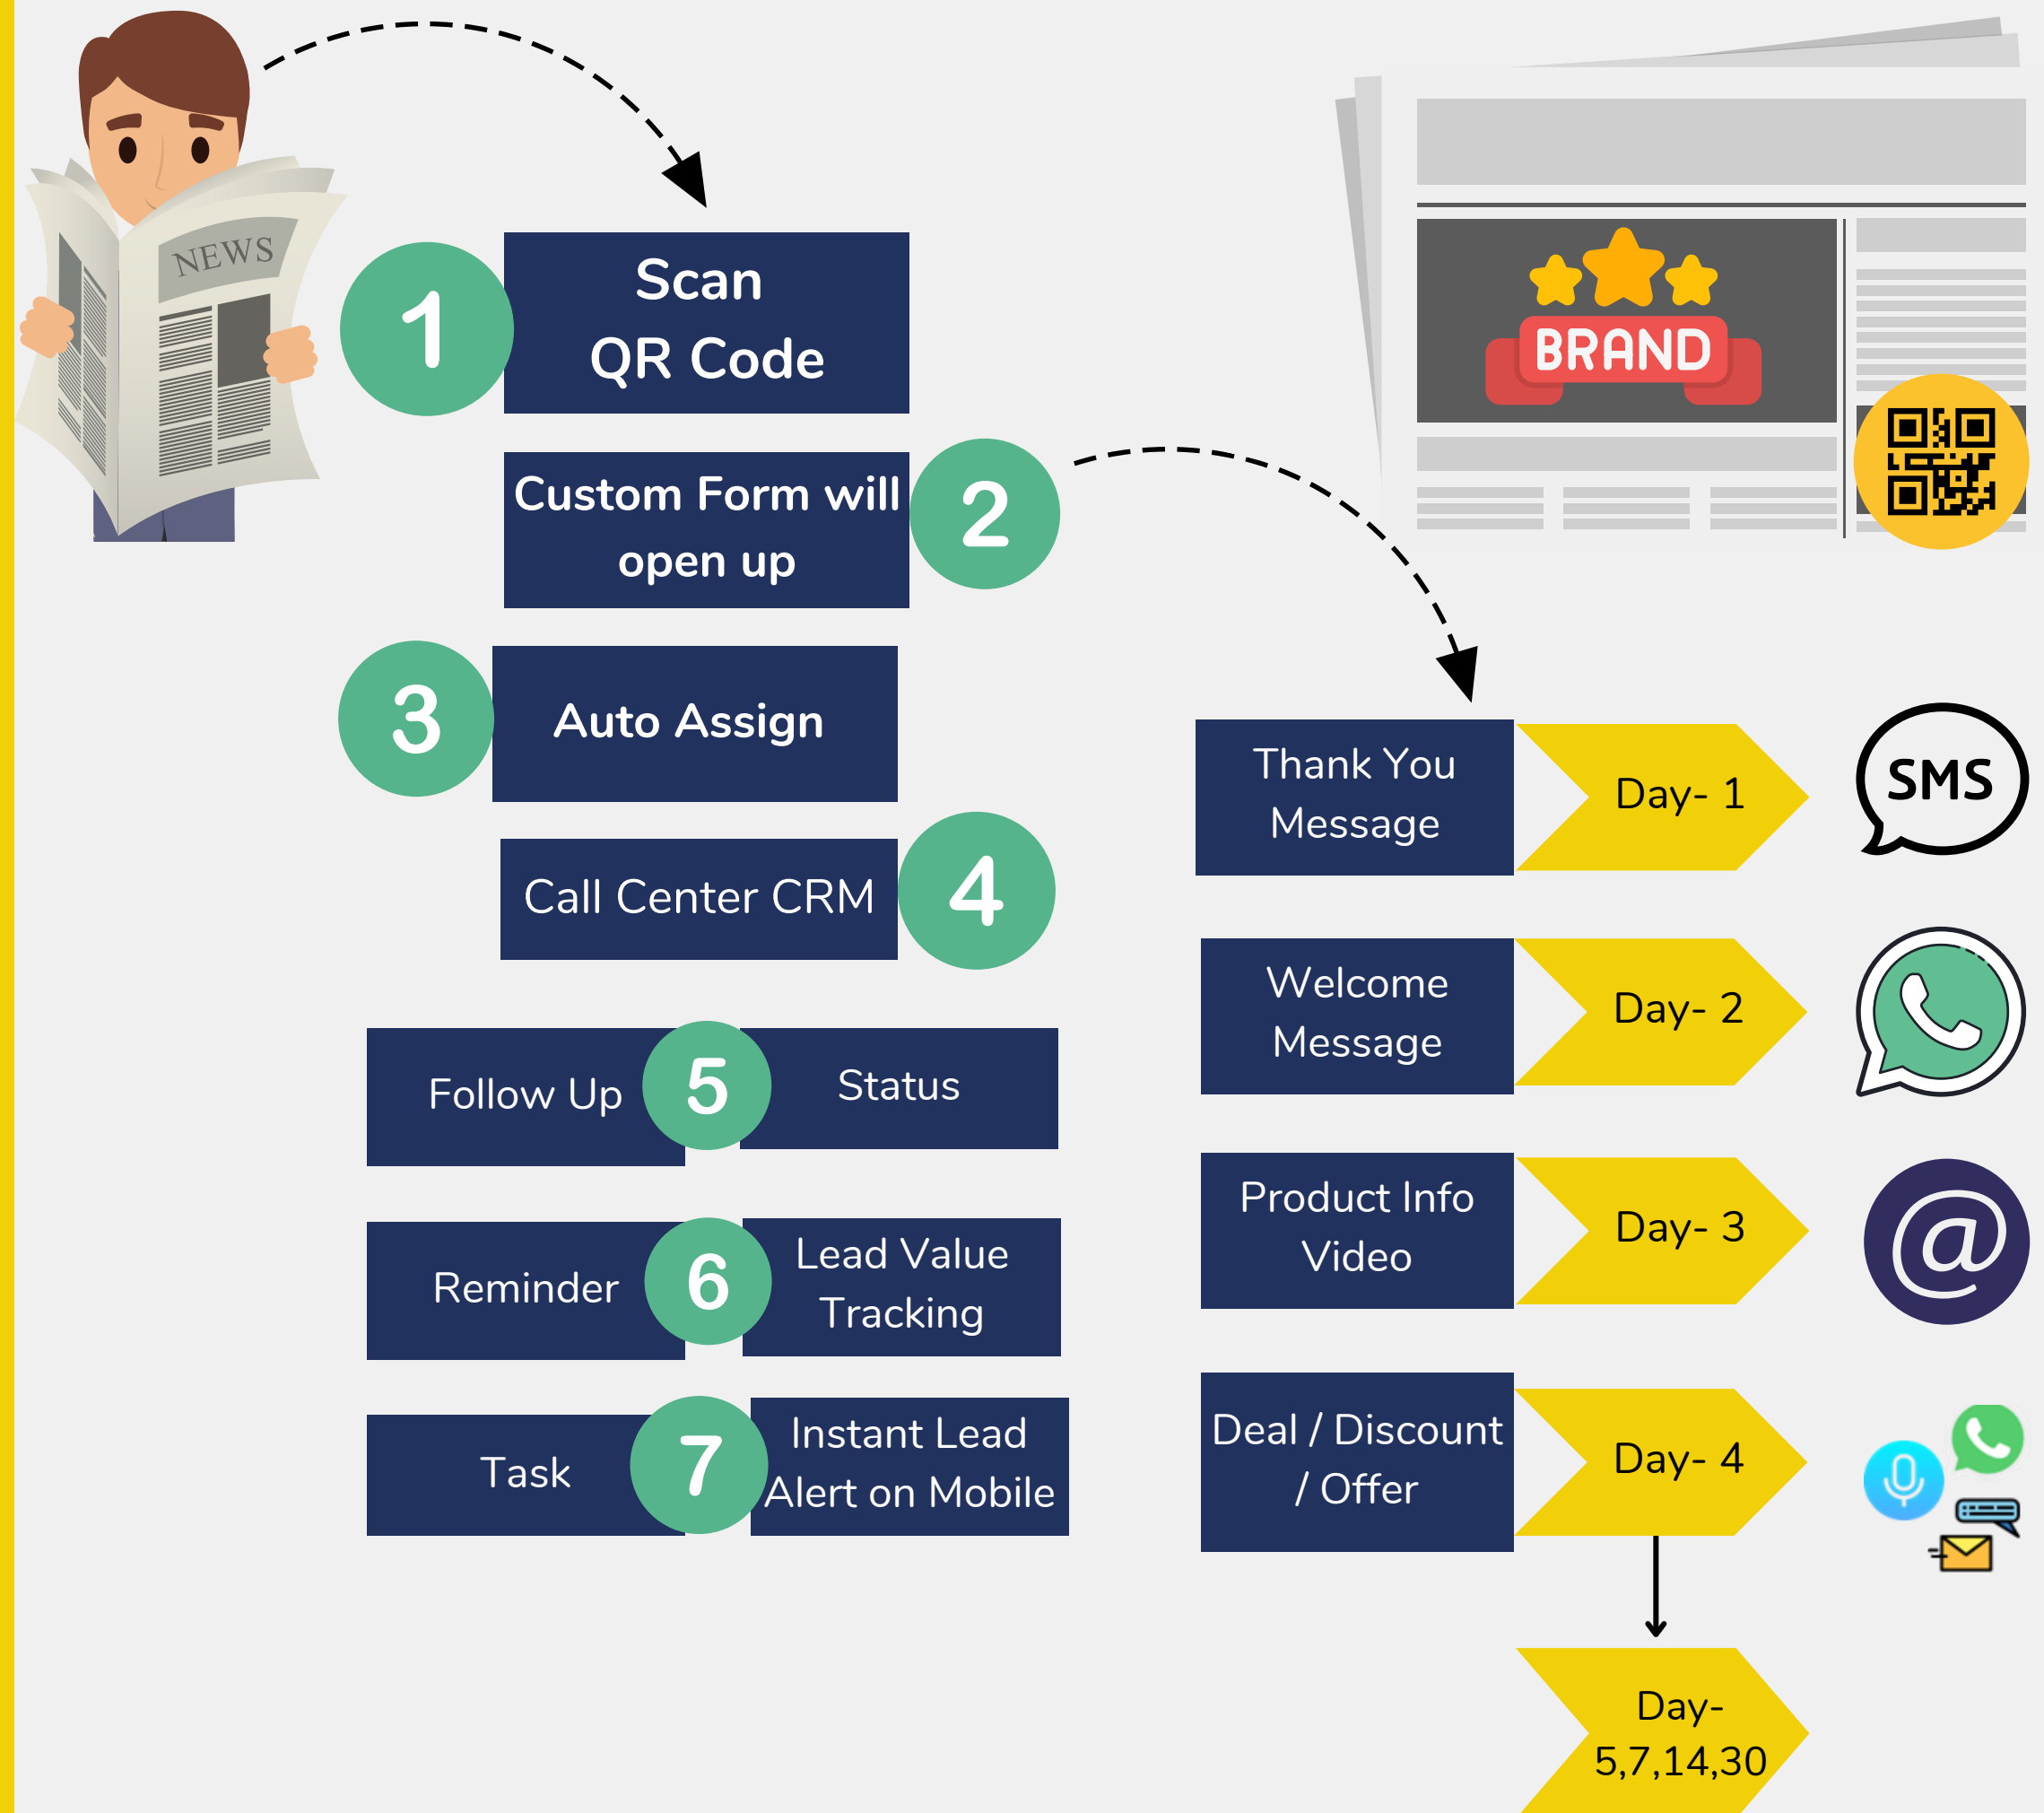 NEWS
BRAND
1
Scan
QR Code
Custom Form will
open up
2
3
Auto Assign
Call Center CRM
4
Follow Up
5
Status
Reminder
6
Lead Value
Tracking
Task
7
Instant Lead
Alert on Mobile
Thank You
Message
Day- 1
SMS
Welcome
Message
Day- 2
Product Info
Video
Day- 3
@
Deal / Discount
/ Offer
Day- 4
Day-
5,7,14,30